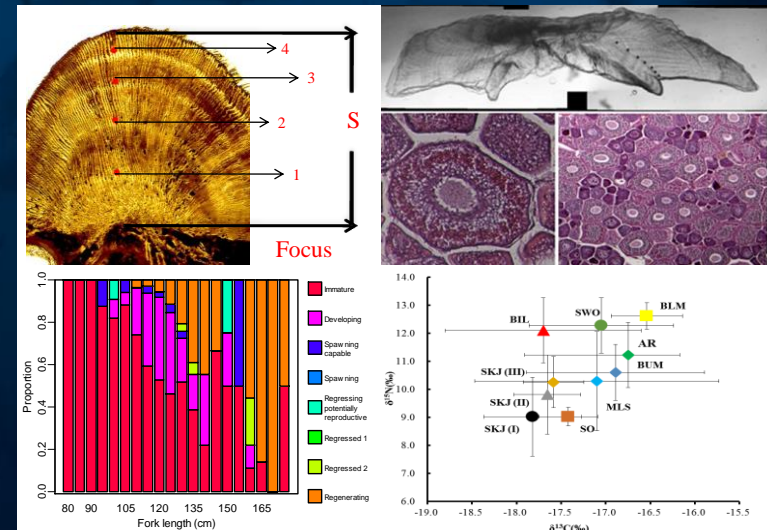 4
3
S
2
1
Focus
1.0
0.8
0.6
0.4
0.2
0.0
Proportion
80 90 105 120 135 150 165
Fork length (cm)
Immature
Developing
Spawning
capable
Spawning
Regressing
potentially
reproductive
Regressed 1
Regressed 2
Regenerating
14.0
13.0
12.0
11.0
10.0
9.0
8.0
7.0
6.0
δ¹⁵N(‰)
BLM
SWO
BIL
AR
SKJ (III)
BUM
SKJ (II)
MLS
SKJ (I)
SO
-19.0 -18.5 -18.0 -17.5 -17.0 -16.5 -16.0 -15.5
δ¹³C(‰)